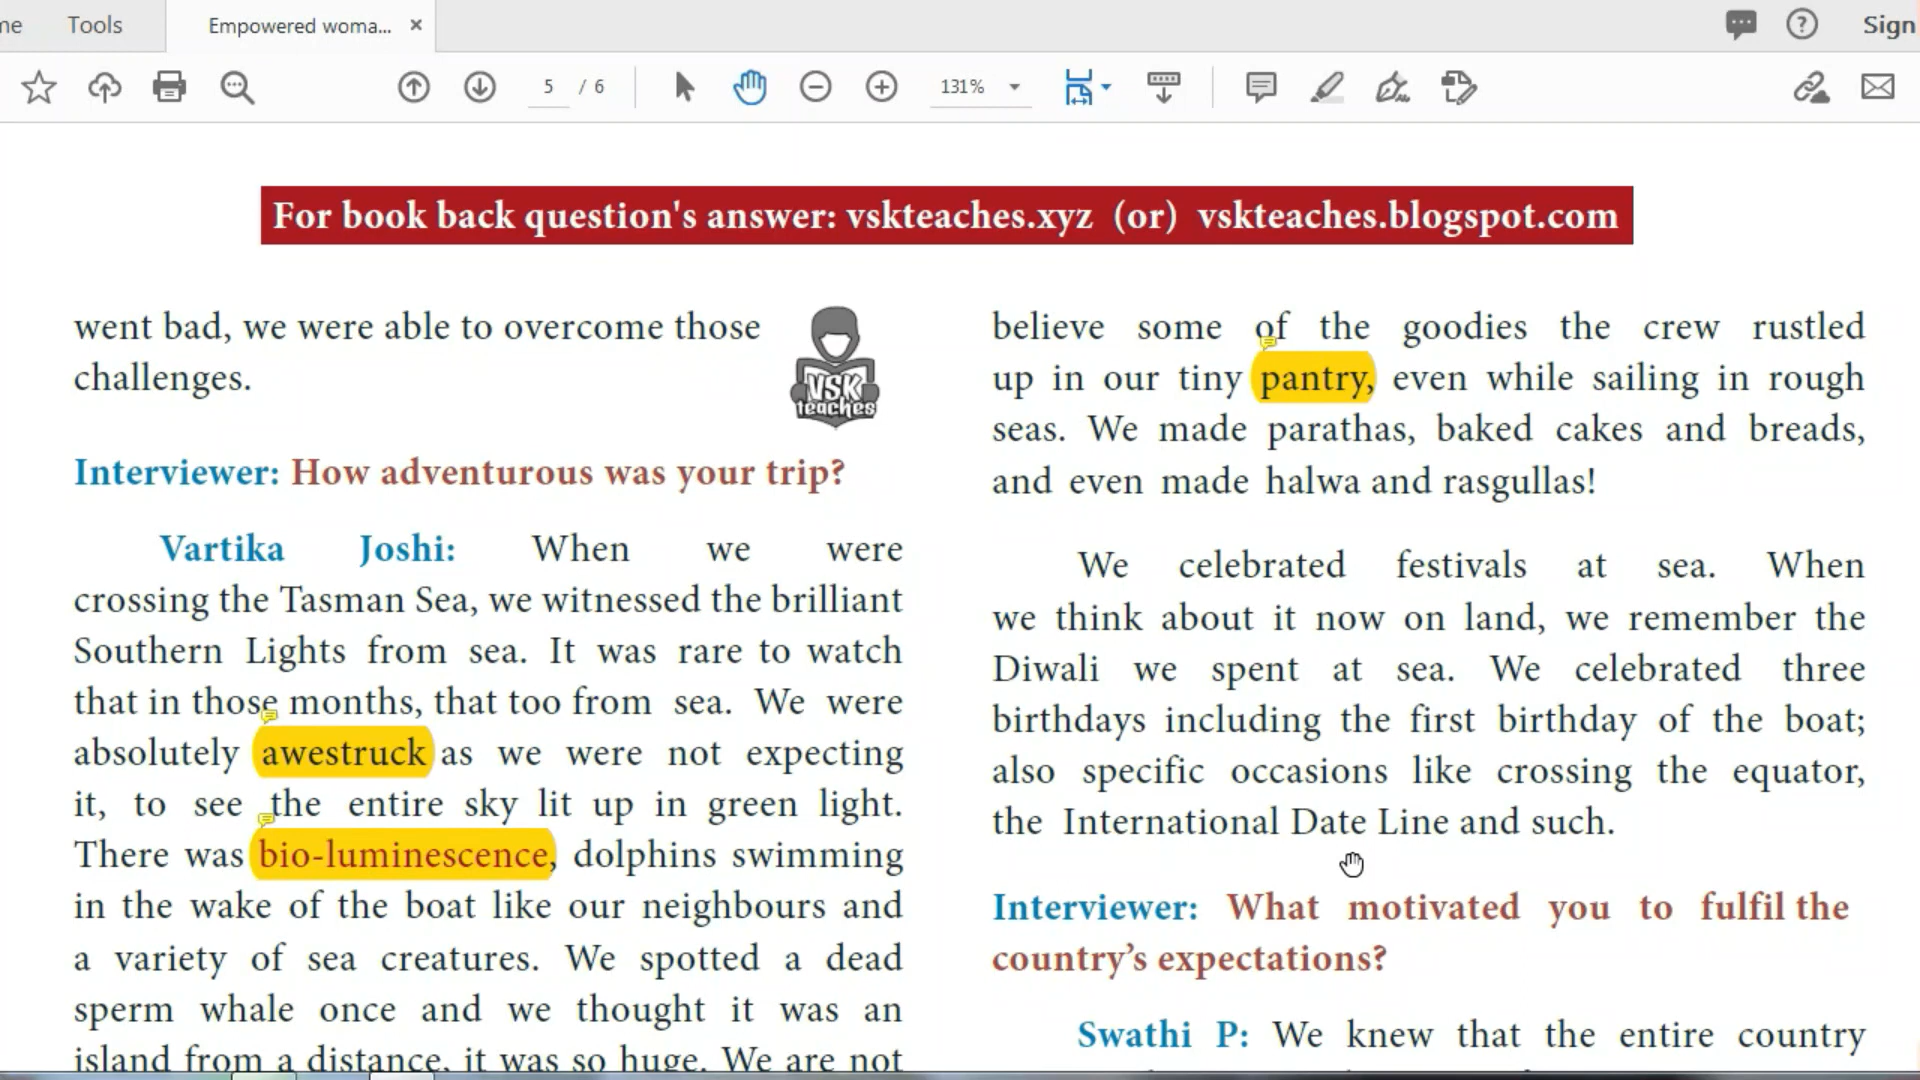 me
Tools
Empowered woma...
Sign
5 / 6
131%
For book back question's answer: vskteaches.xyz (or) vskteaches.blogspot.com
went bad, we were able to overcome those
challenges.
VSK
teaches
Interviewer: How adventurous was your trip?
Vartika Joshi: When we were
crossing the Tasman Sea, we witnessed the brilliant
Southern Lights from sea. It was rare to watch
that in those months, that too from sea. We were
absolutely awestruck as we were not expecting
it, to see the entire sky lit up in green light.
There was bio-luminescence, dolphins swimming
in the wake of the boat like our neighbours and
a variety of sea creatures. We spotted a dead
sperm whale once and we thought it was an
island from a distance, it was so huge. We are not
believe some of the goodies the crew rustled
up in our tiny pantry, even while sailing in rough
seas. We made parathas, baked cakes and breads,
and even made halwa and rasgullas!
We celebrated festivals at sea. When
we think about it now on land, we remember the
Diwali we spent at sea. We celebrated three
birthdays including the first birthday of the boat;
also specific occasions like crossing the equator,
the International Date Line and such.
Interviewer: What motivated you to fulfil the
country's expectations?
Swathi P: We knew that the entire country